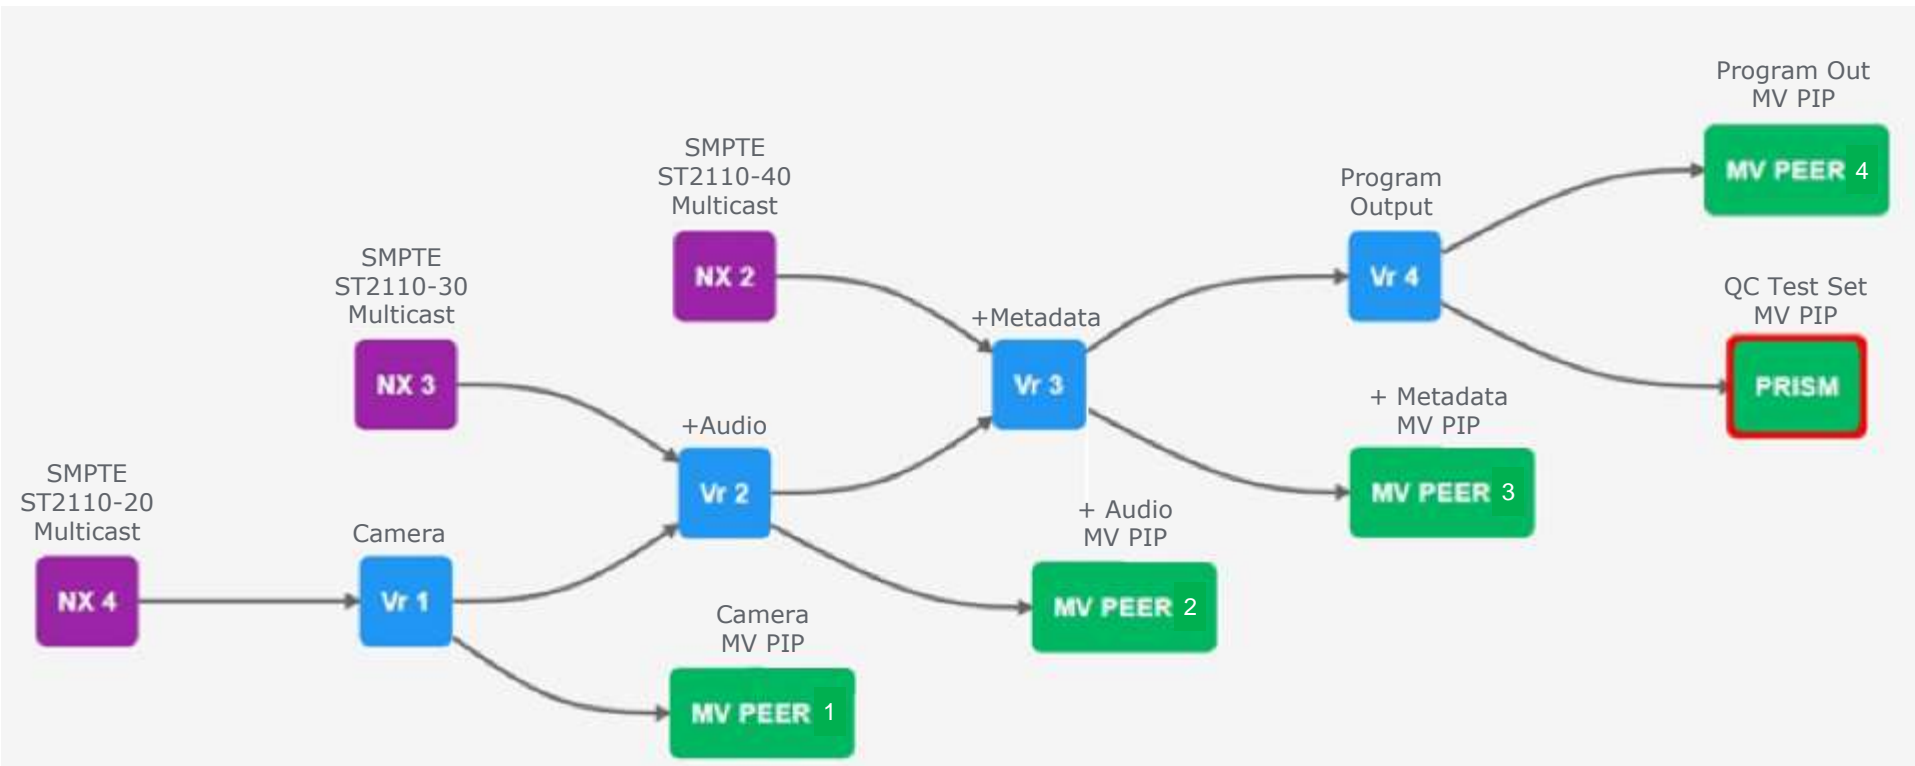 Program Out
MV PIP
MV PEER 4
SMPTE
ST2110-40
Multicast
NX 2
Program
Output
Vr 4
SMPTE
ST2110-30
Multicast
NX 3
QC Test Set
MV PIP
PRISM
+Metadata
Vr 3
+Audio
Vr 2
+ Metadata
MV PIP
MV PEER 3
SMPTE
ST2110-20
Multicast
NX 4
Camera
Vr 1
+ Audio
MV PIP
MV PEER 2
Camera
MV PIP
MV PEER 1